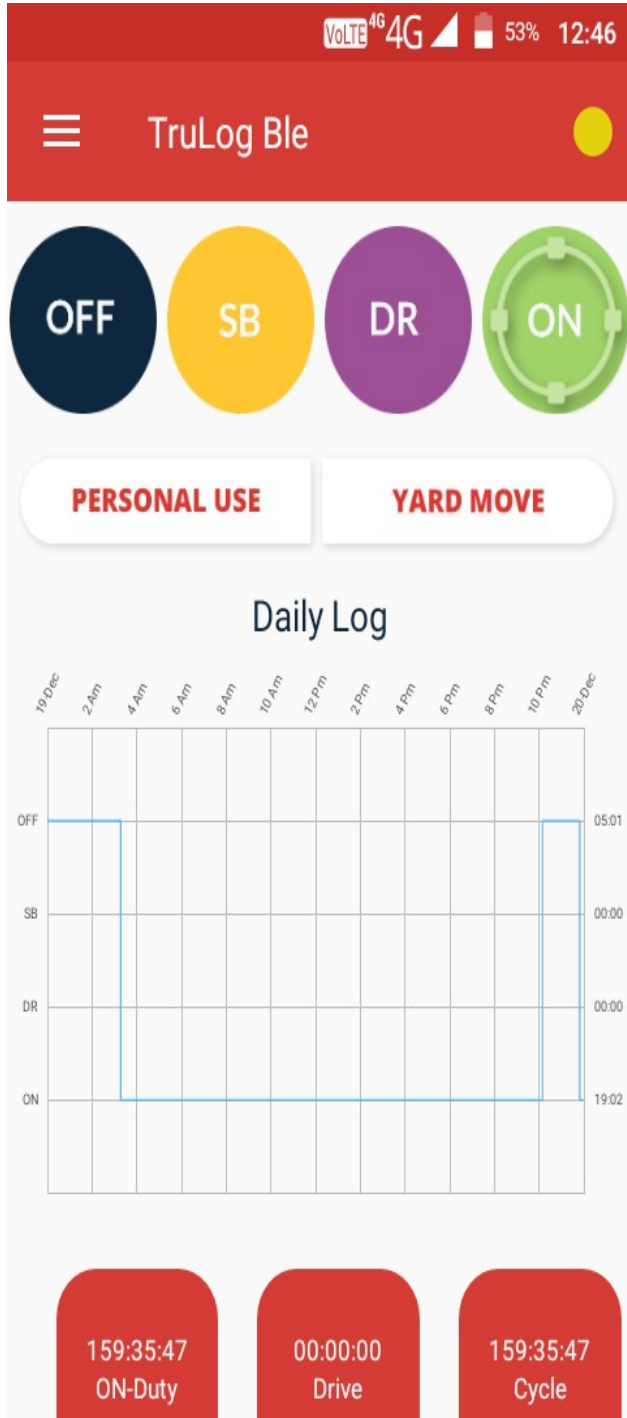 VoLTE 4G 4G 53% 12:46
TruLog Ble
OFF SB DR ON
PERSONAL USE YARD MOVE
Daily Log
19-Dec 2 Am 4 Am 6 Am 8 Am 10 Am 12 Pm 2 Pm 4 Pm 6 Pm 8 Pm 10 Pm 20-Dec
OFF 05:01
SB 00:00
DR 00:00
ON 19:02
159:35:47 00:00:00 159:35:47
ON-Duty Drive Cycle